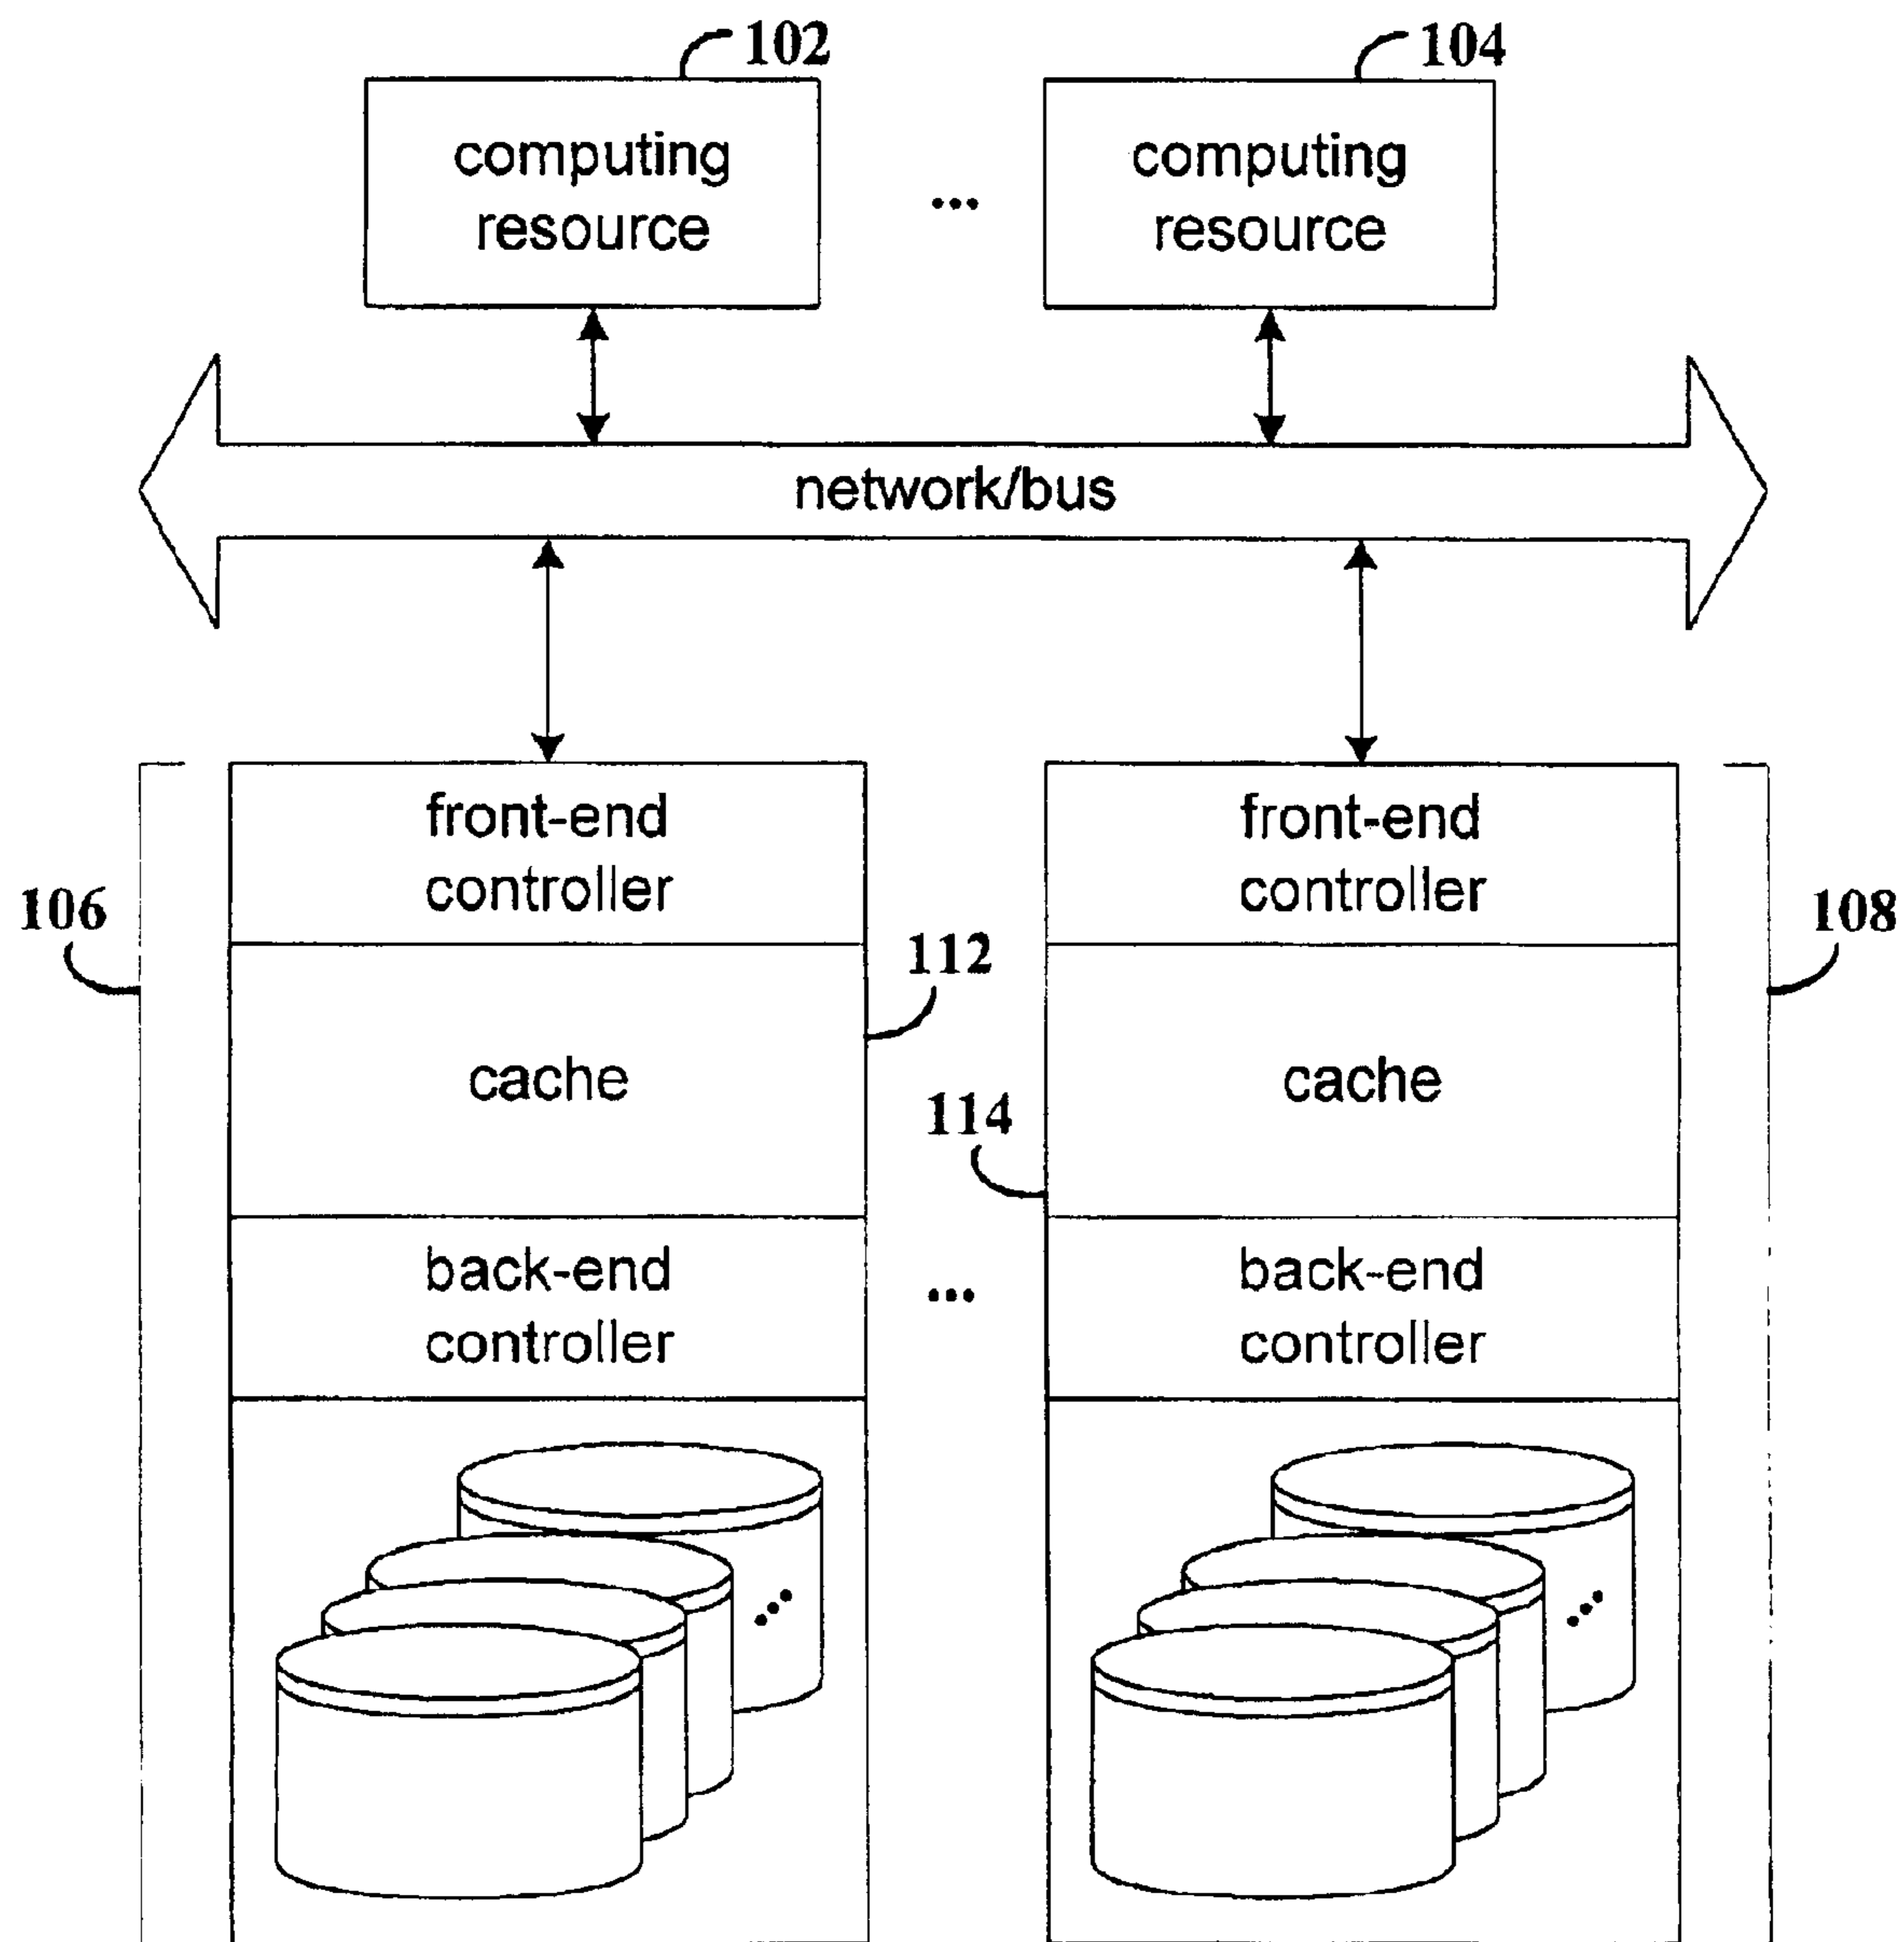 102
104
computing
resource
...
computing
resource
network/bus
front-end
controller
front-end
controller
106
108
112
cache
cache
114
back-end
controller
...
back-end
controller
...
...